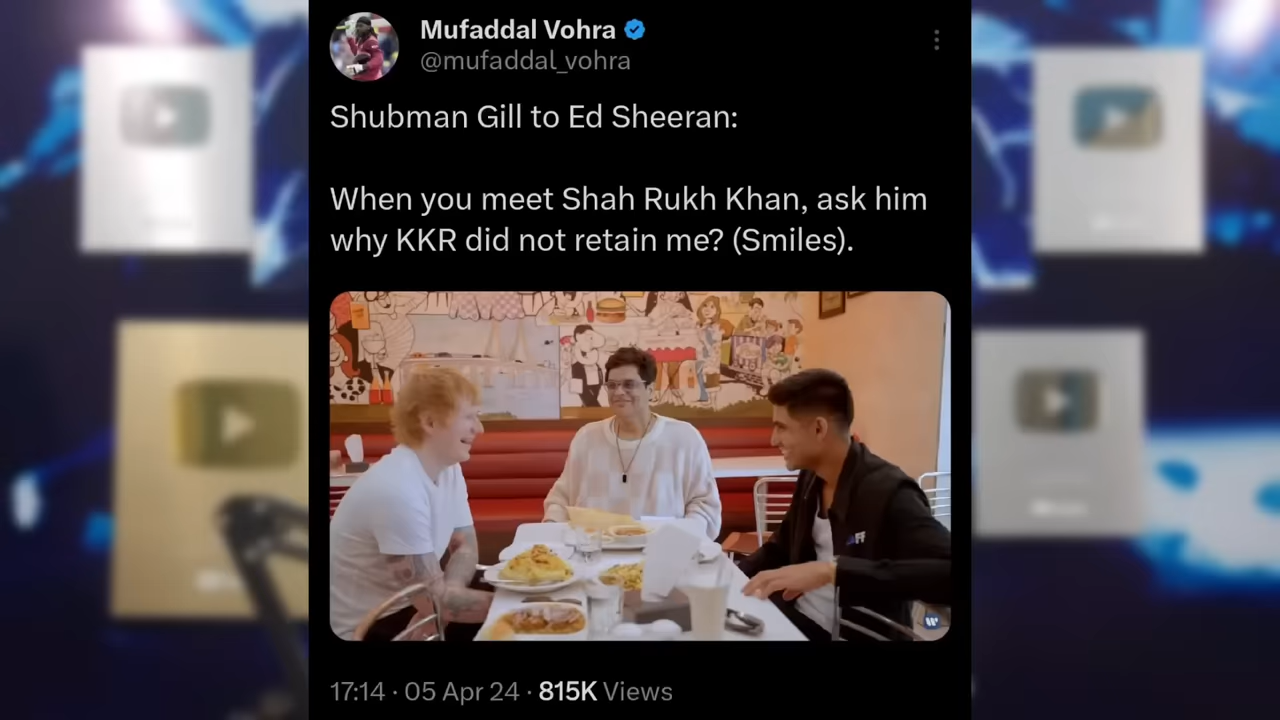 Mufaddal Vohra
@mufaddal_vohra
Shubman Gill to Ed Sheeran:
When you meet Shah Rukh Khan, ask him
why KKR did not retain me? (Smiles).
FF
17:14 · 05 Apr 24 · 815K Views